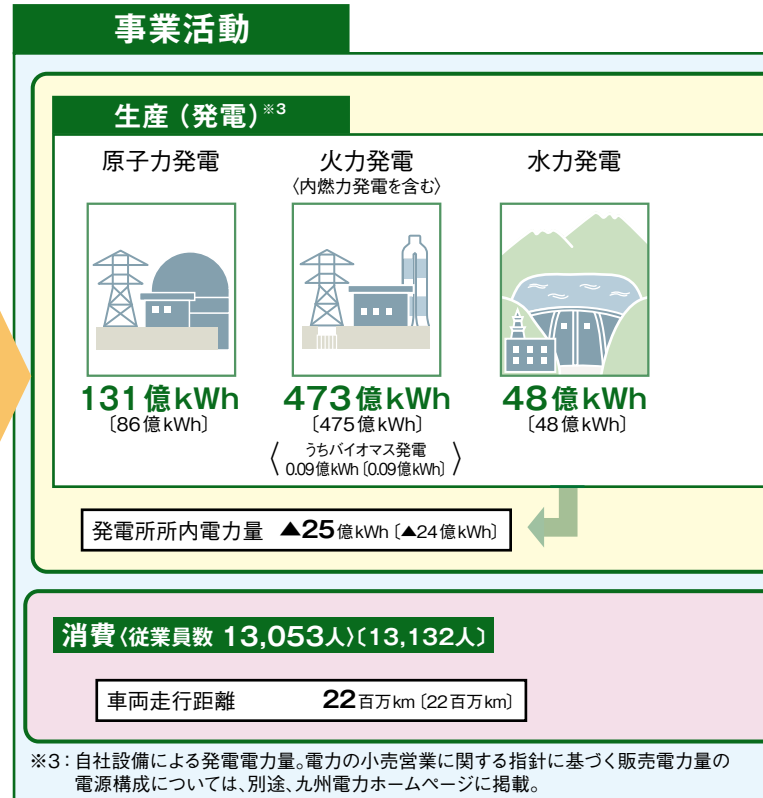 事業活動
生産（発電）※3
原子力発電
火力発電
〈内燃力発電を含む〉
水力発電
131億kWh
〔86億kWh〕
473億kWh
〔475億kWh〕
うちバイオマス発電
〈0.09億kWh〔0.09億kWh〕〉
48億kWh
〔48億kWh〕
発電所所内電力量 ▲25億kWh〔▲24億kWh〕
消費〈従業員数 13,053人〉〔13,132人〕
車両走行距離 22百万km〔22百万km〕
※3：自社設備による発電電力量。電力の小売営業に関する指針に基づく販売電力量の
電源構成については、別途、九州電力ホームページに掲載。